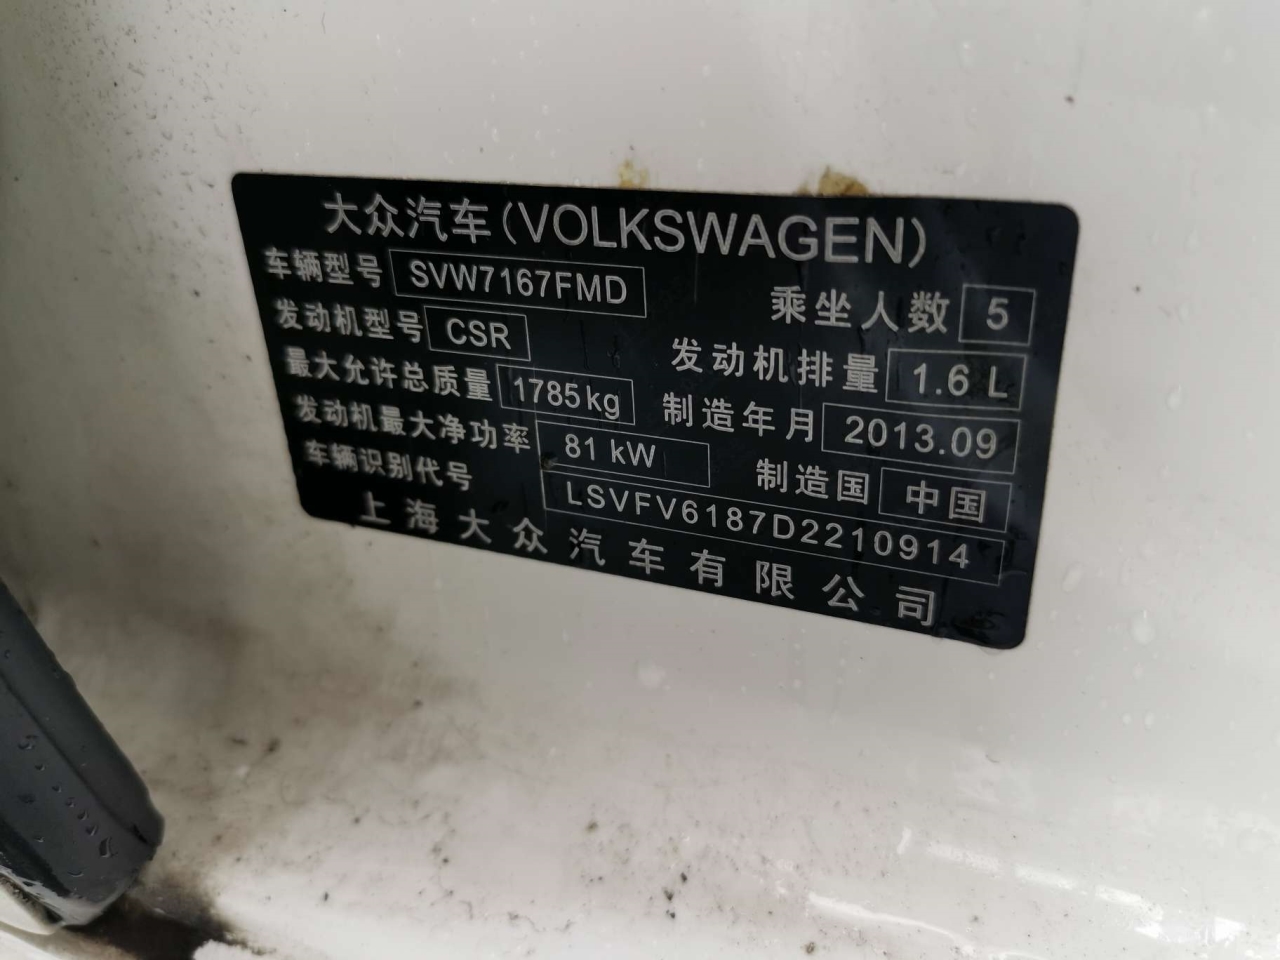 大众汽车(VOLKSWAGEN)
车辆型号 SVW7167FMD 乘坐人数 5
发动机型号 CSR 发动机排量 1.6 L
最大允许总质量 1785kg 制造年月 2013.09
发动机最大净功率 81 kW 制造国 中国
车辆识别代号 LSVFV6187D2210914
上海大众汽车有限公司